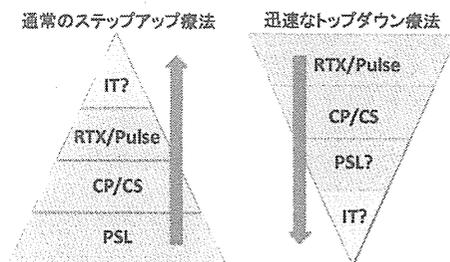 通常のステップアップ療法
IT?
RTX/Pulse
CP/CS
PSL
迅速なトップダウン療法
RTX/Pulse
CP/CS
PSL?
IT?